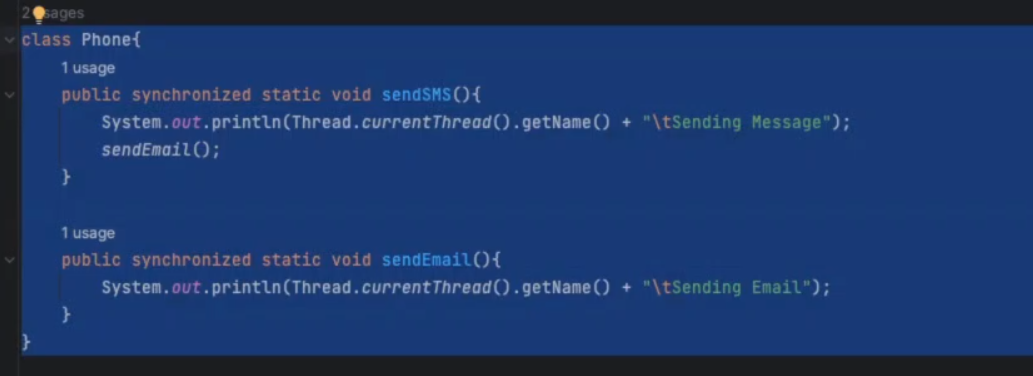 2 usages
class Phone{
1 usage
public synchronized static void sendSMS(){
System.out.println(Thread.currentThread().getName() + "\tSending Message");
sendEmail();
}
1 usage
public synchronized static void sendEmail(){
System.out.println(Thread.currentThread().getName() + "\tSending Email");
}
}